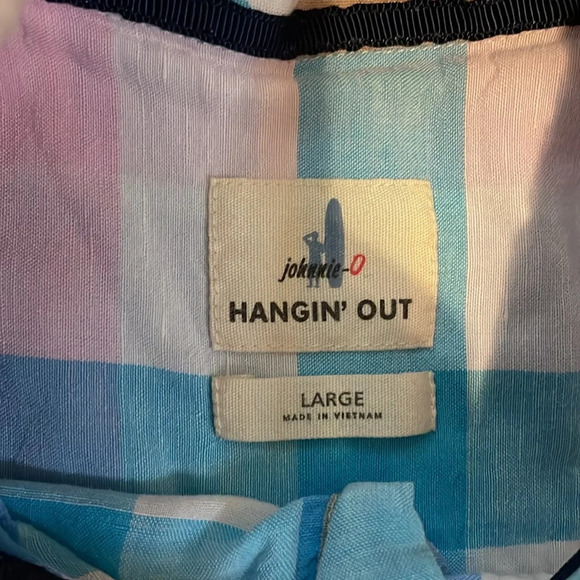 johnnie-O
HANGIN' OUT
LARGE
MADE IN VIETNAM